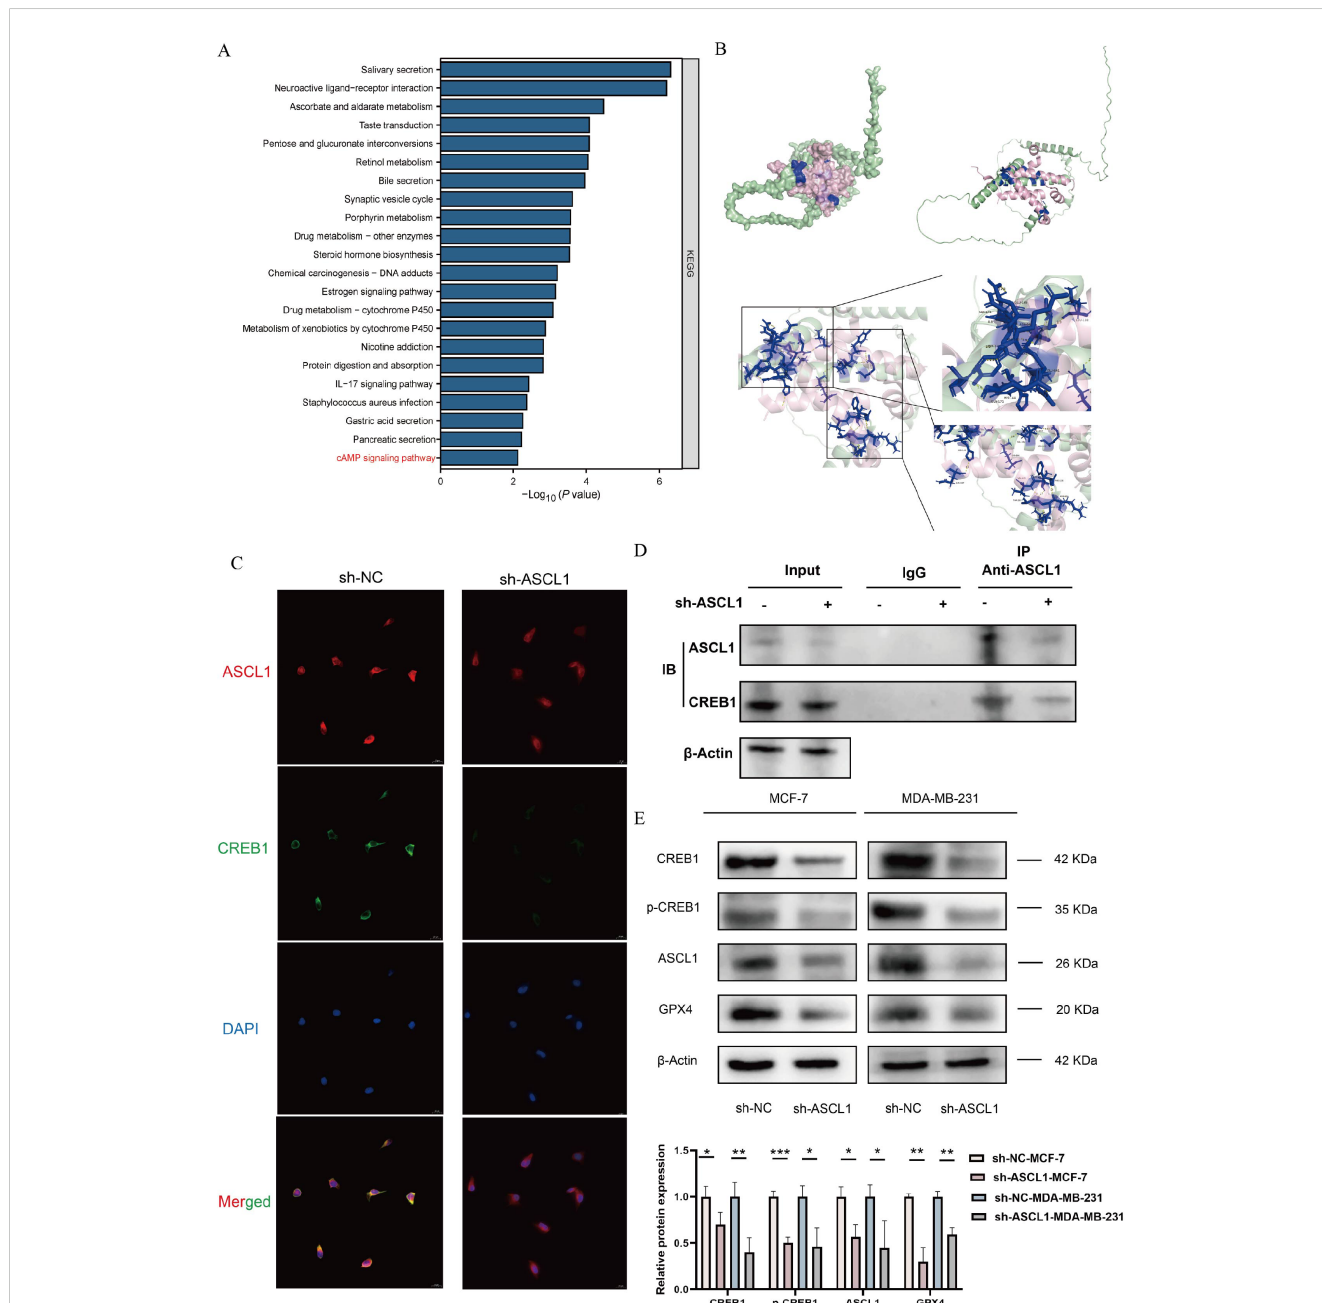 A
Salivary secretion
Neuroactive ligand−receptor interaction
Ascorbate and aldarate metabolism
Taste transduction
Pentose and glucuronate interconversions
Retinol metabolism
Bile secretion
Synaptic vesicle cycle
Porphyrin metabolism
Drug metabolism − other enzymes
Steroid hormone biosynthesis
Chemical carcinogenesis − DNA adducts
Estrogen signaling pathway
Drug metabolism − cytochrome P450
Metabolism of xenobiotics by cytochrome P450
Nicotine addiction
Protein digestion and absorption
IL−17 signaling pathway
Staphylococcus aureus infection
Gastric acid secretion
Pancreatic secretion
cAMP signaling pathway
KEGG
0 2 4 6
−Log10 (P value)
B
C
sh-NC sh-ASCL1
ASCL1
CREB1
DAPI
Merged
D
Input IgG IP Anti-ASCL1
sh-ASCL1 - + - + - +
IB
ASCL1
CREB1
β-Actin
E
MCF-7 MDA-MB-231
CREB1 42 KDa
p-CREB1 35 KDa
ASCL1 26 KDa
GPX4 20 KDa
β-Actin 42 KDa
sh-NC sh-ASCL1 sh-NC sh-ASCL1
Relative protein expression
1.5
1.0
0.5
0.0
* ** *** * * * ** **
CREB1 p-CREB1 ASCL1 GPX4
sh-NC-MCF-7
sh-ASCL1-MCF-7
sh-NC-MDA-MB-231
sh-ASCL1-MDA-MB-231